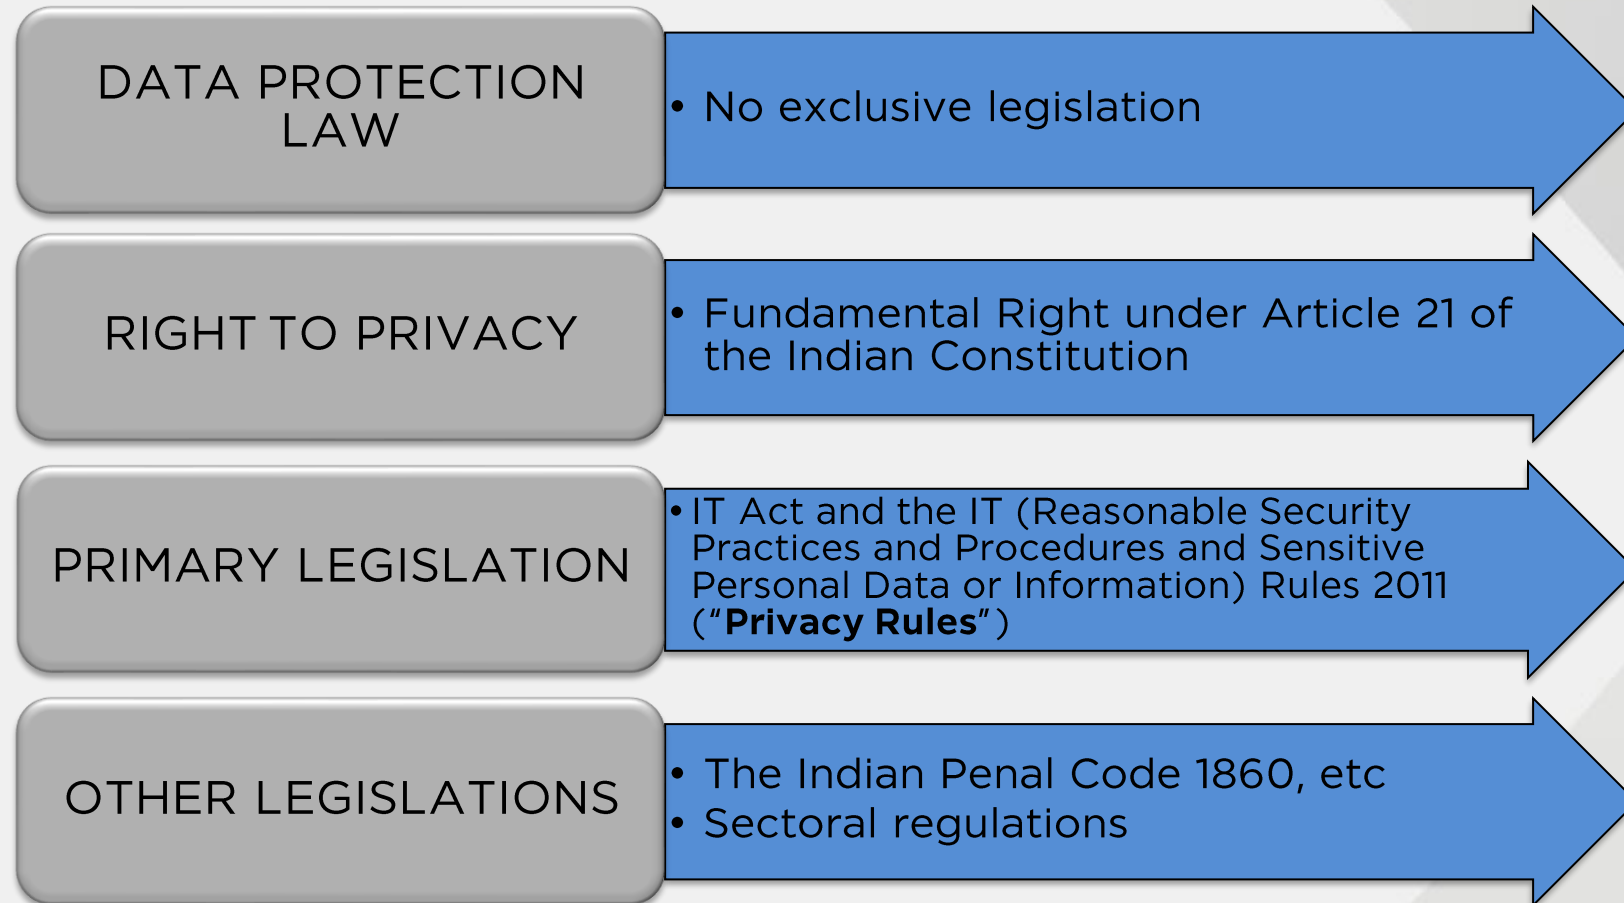 DATA PROTECTION
LAW
• No exclusive legislation
RIGHT TO PRIVACY
• Fundamental Right under Article 21 of
the Indian Constitution
PRIMARY LEGISLATION
• IT Act and the IT (Reasonable Security
Practices and Procedures and Sensitive
Personal Data or Information) Rules 2011
(“Privacy Rules”)
OTHER LEGISLATIONS
• The Indian Penal Code 1860, etc
• Sectoral regulations